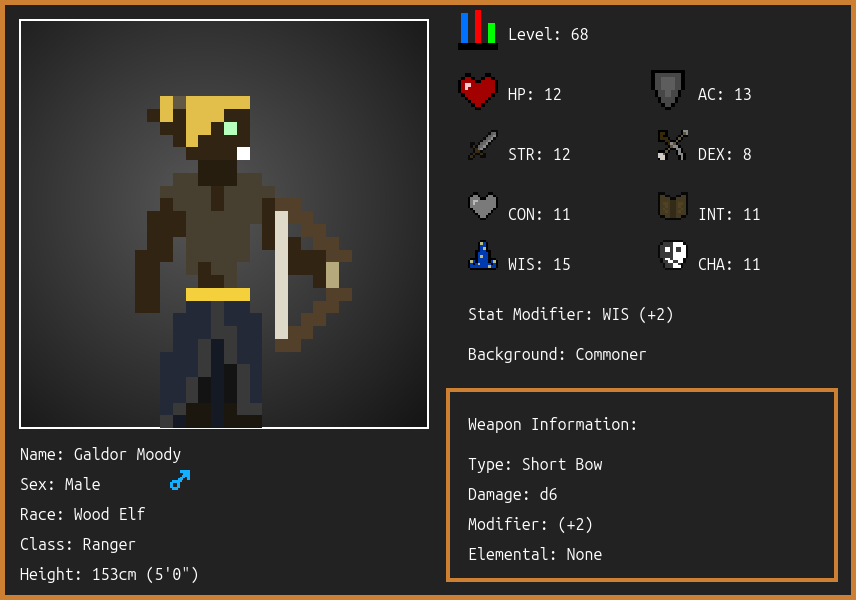 Level: 68
HP: 12
AC: 13
STR: 12
DEX: 8
CON: 11
INT: 11
WIS: 15
CHA: 11
Stat Modifier: WIS (+2)
Background: Commoner
Weapon Information:
Type: Short Bow
Damage: d6
Modifier: (+2)
Elemental: None
Name: Galdor Moody
Sex: Male
Race: Wood Elf
Class: Ranger
Height: 153cm (5'0")